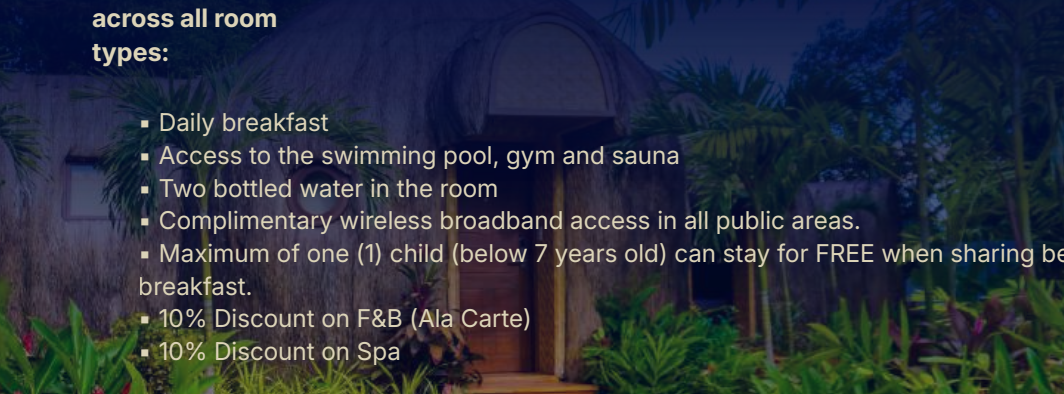 across all room
types:
▪ Daily breakfast
▪ Access to the swimming pool, gym and sauna
▪ Two bottled water in the room
▪ Complimentary wireless broadband access in all public areas.
▪ Maximum of one (1) child (below 7 years old) can stay for FREE when sharing
breakfast.
▪ 10% Discount on F&B (Ala Carte)
▪ 10% Discount on Spa